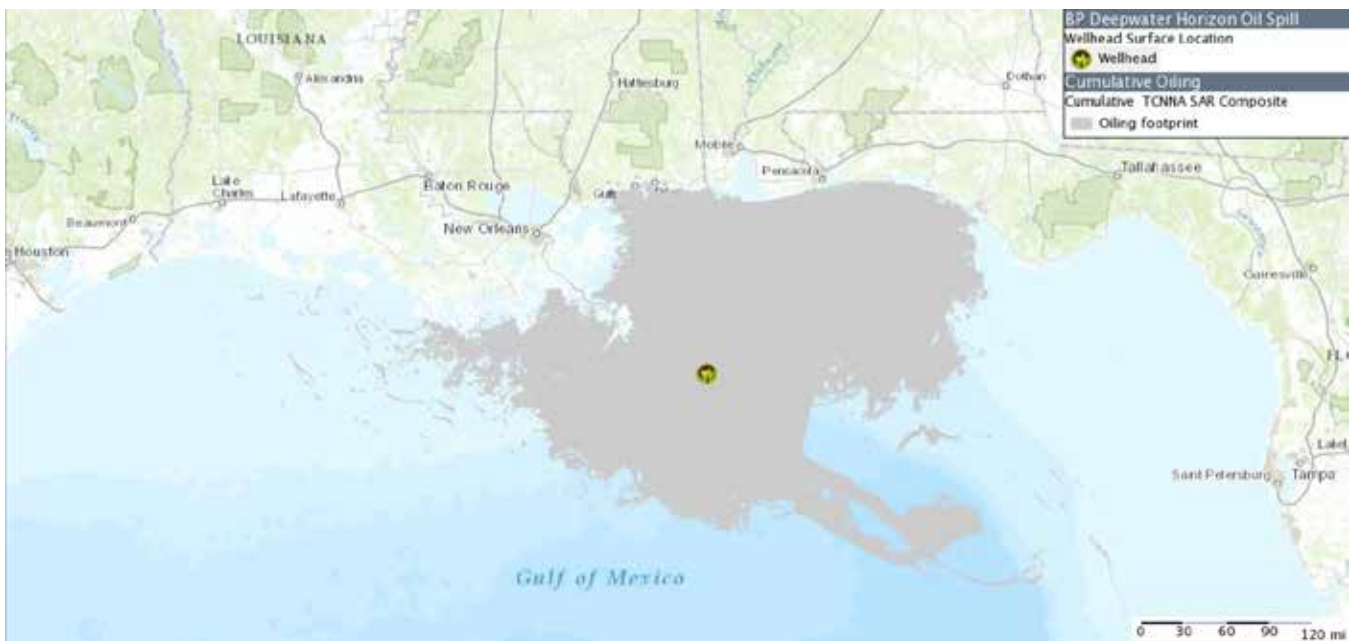 BP Deepwater Horizon Oil Spill
Wellhead Surface Location
Wellhead
Cumulative Oiling
Cumulative TCNNA SAR Composite
Oiling footprint
LOUISIANA
Alexandria
Hattiesburg
Dothan
Mobile
Pensacola
Tallahassee
Lake
Charles
Lafayette
Baton Rouge
Gulf
Beaumont
New Orleans
Houston
Gainesville
Saint Petersburg
Tampa
Gulf of Mexico
0 30 60 90 120 mi